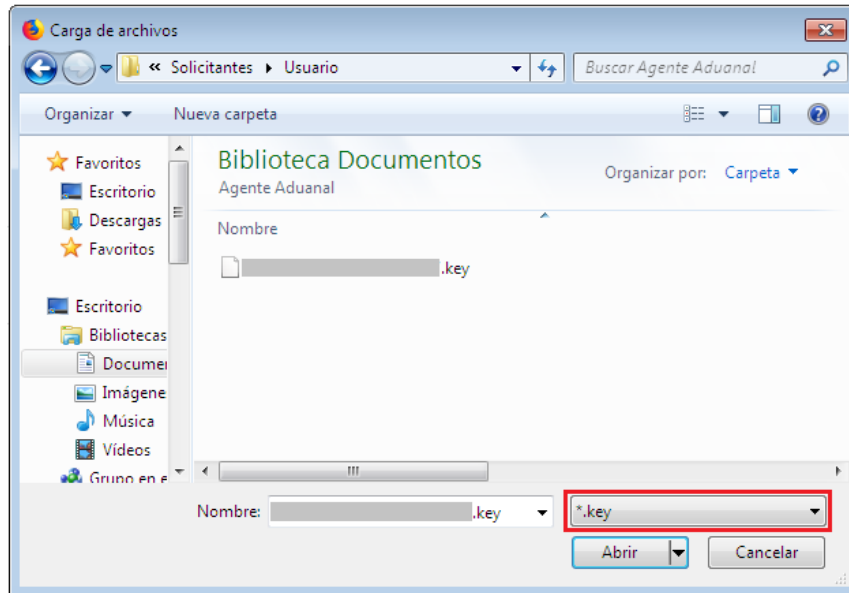 Carga de archivos
« Solicitantes Usuario
Buscar Agente Aduanal
Organizar
Nueva carpeta
Favoritos
Escritorio
Descargas
Favoritos
Escritorio
Bibliotecas
Documen
Imágene
Música
Vídeos
Grupo en e
Biblioteca Documentos
Agente Aduanal
Organizar por: Carpeta
Nombre
.key
Nombre: .key
*.key
Abrir
Cancelar